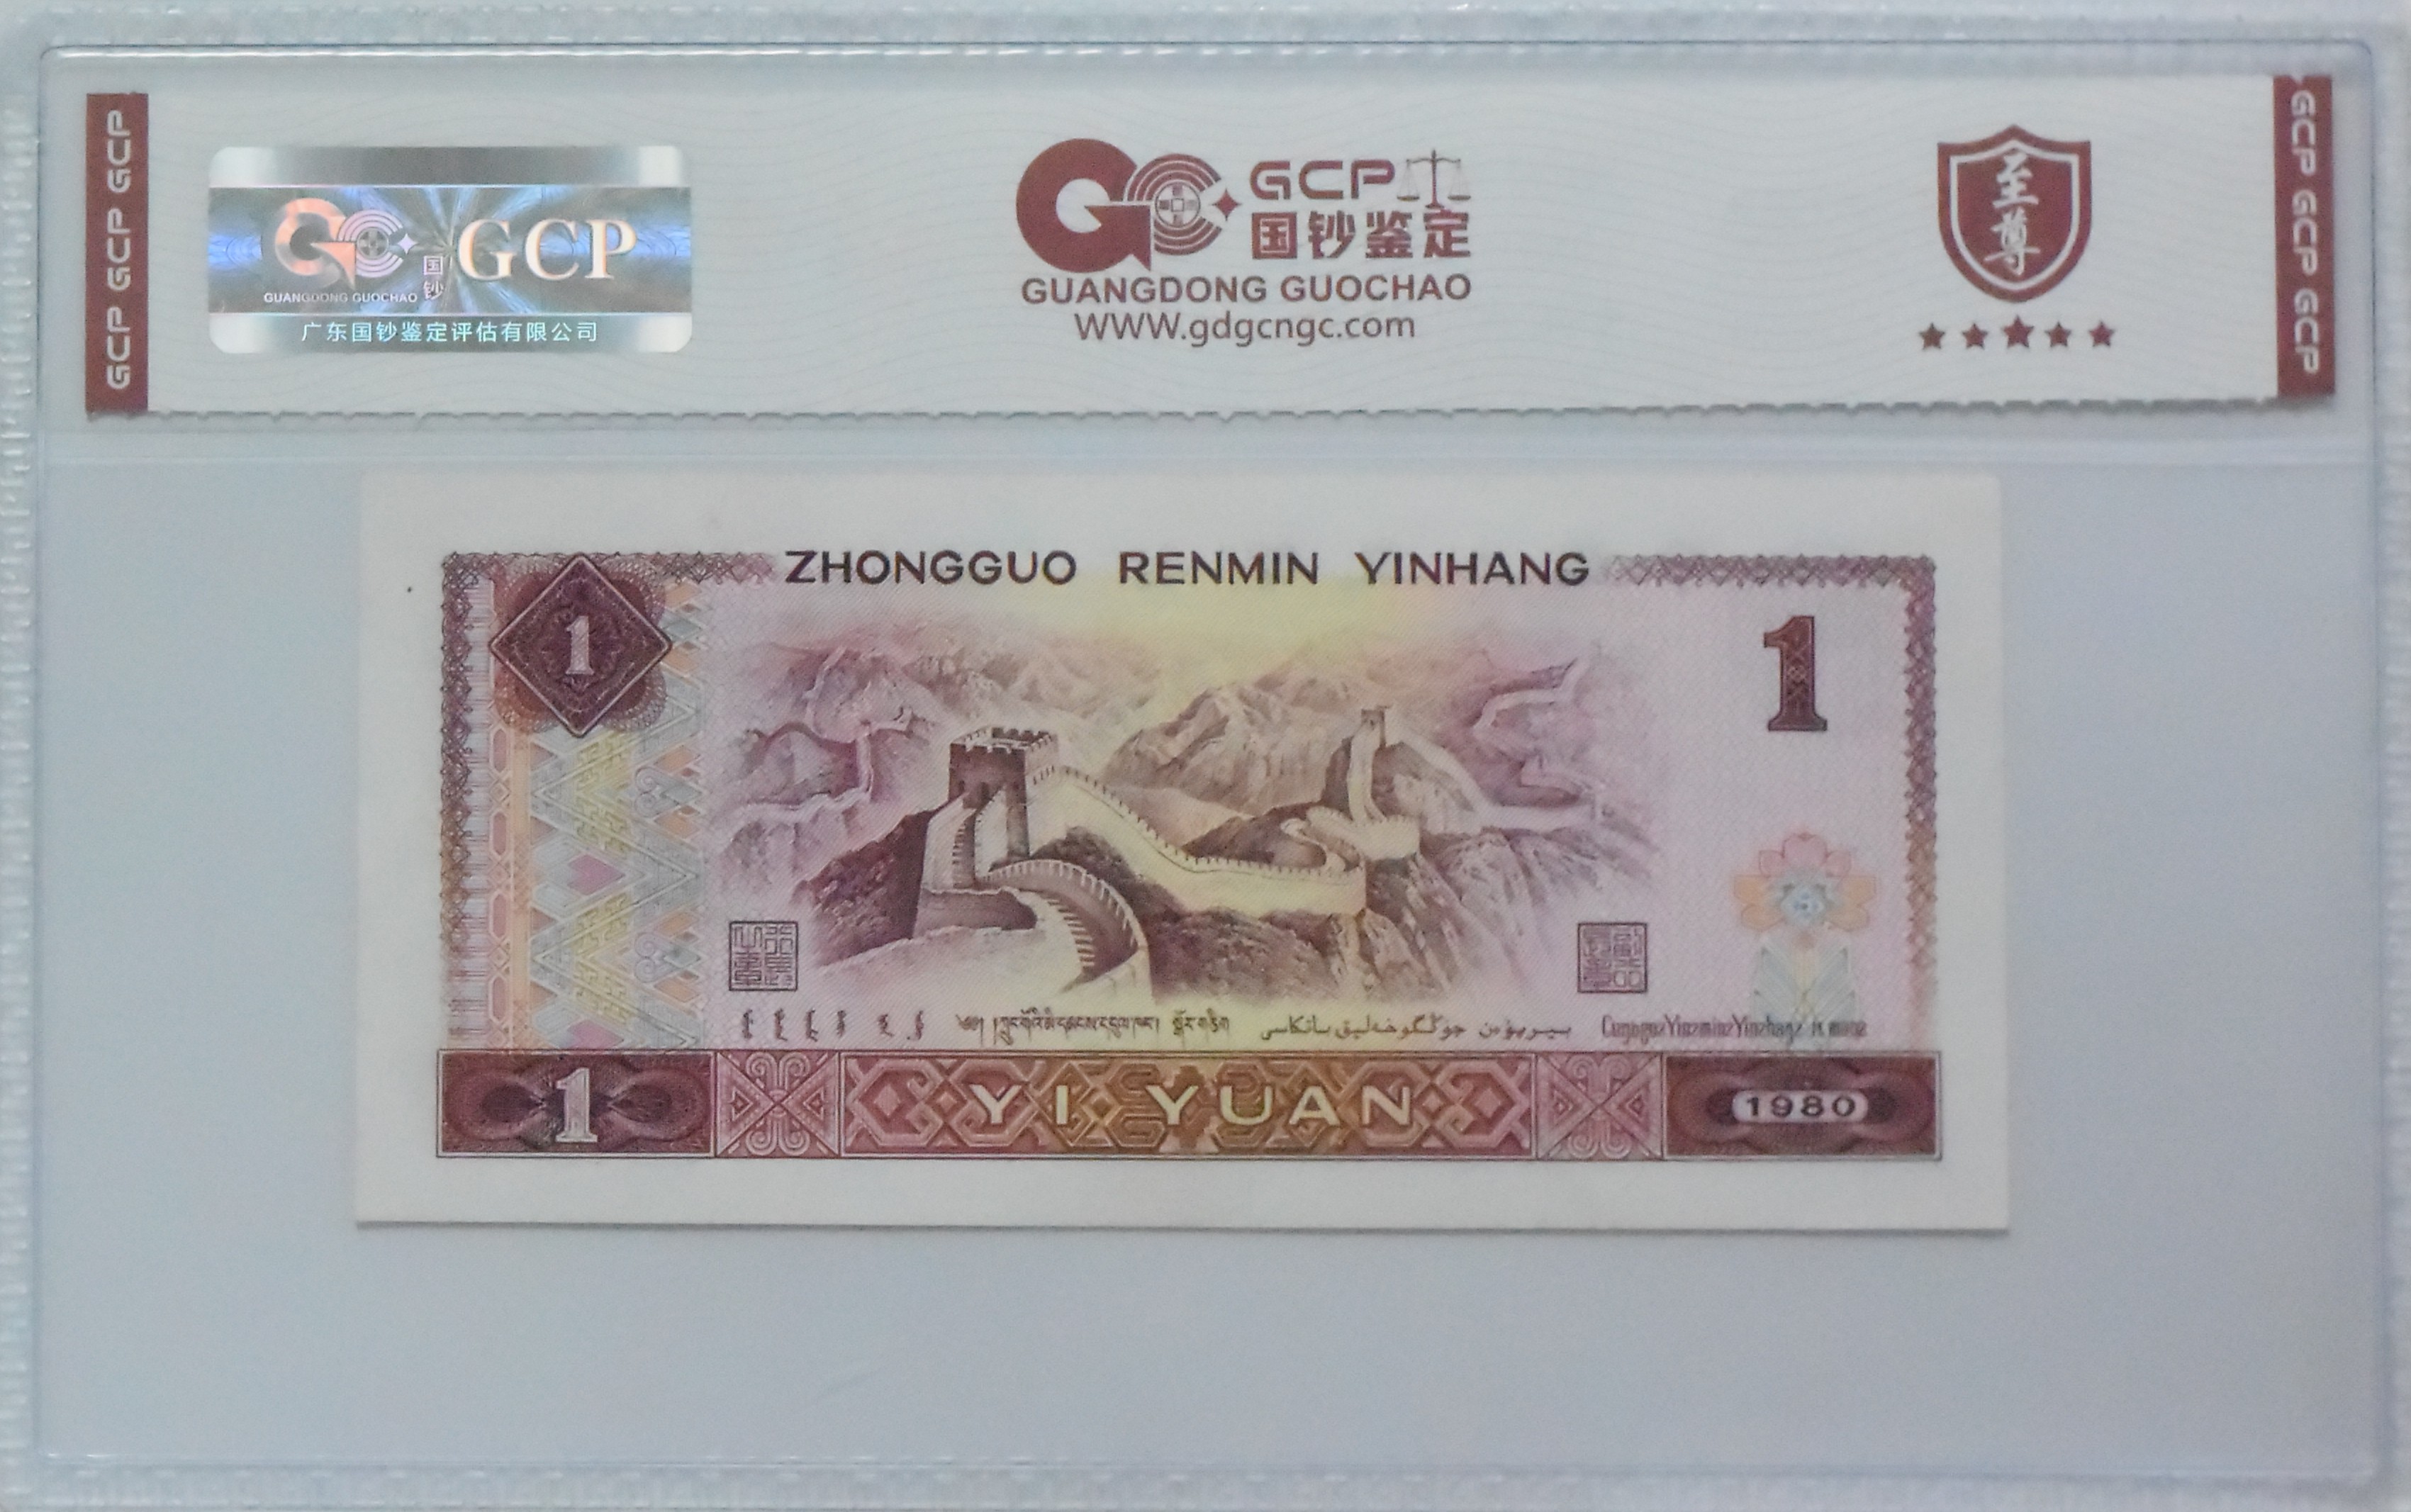 GCP GCP GCP
国钞 GCP
GUANGDONG GUOCHAO
广东国钞鉴定评估有限公司
GCP
国钞鉴定
GUANGDONG GUOCHAO
WWW.gdgcngc.com
至尊
GCP GCP GCP
ZHONGGUO RENMIN YINHANG
1
1
1 YI YUAN 1980